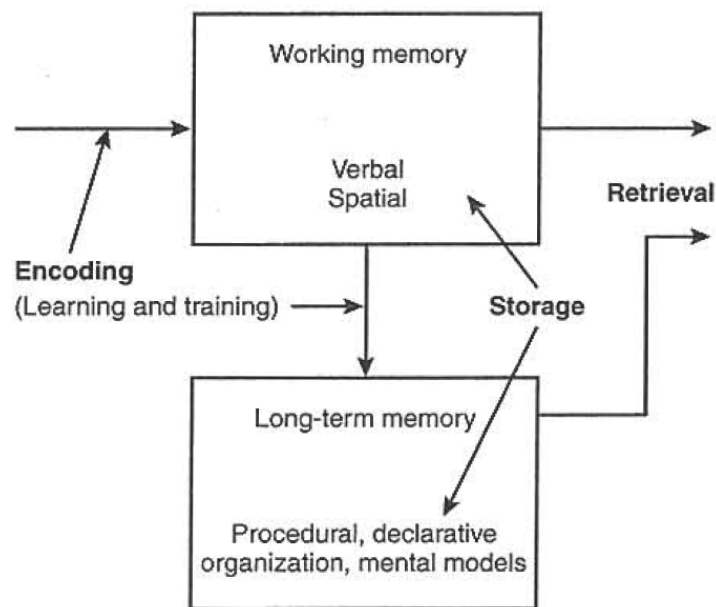 Working memory
Verbal
Spatial
Retrieval
Encoding
(Learning and training)
Storage
Long-term memory
Procedural, declarative
organization, mental models